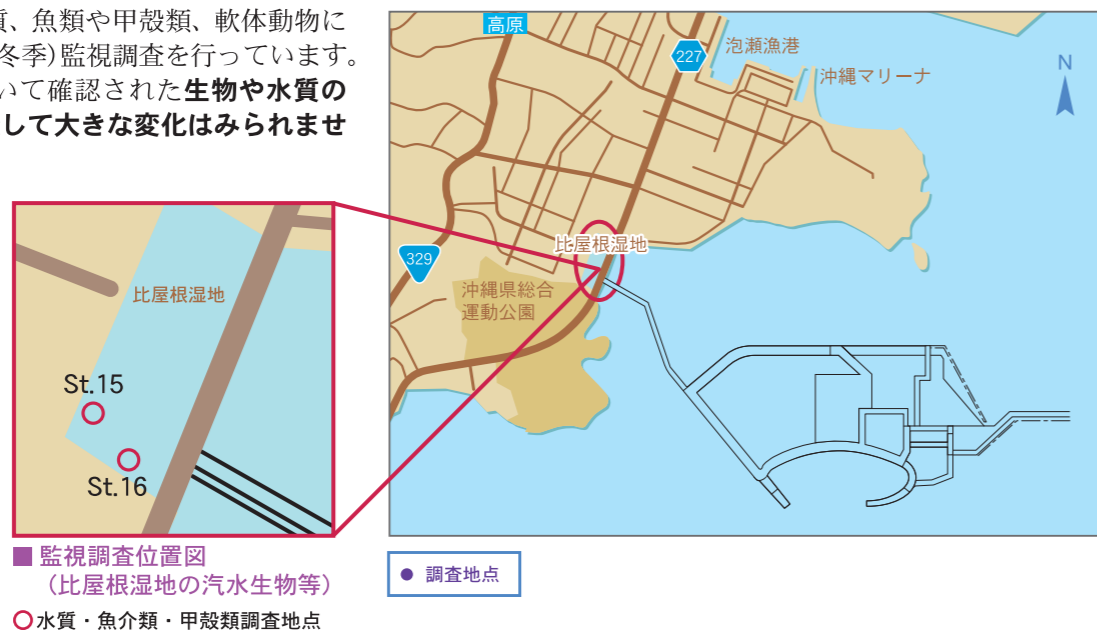 質、魚類や甲殻類、軟体動物に
冬季)監視調査を行っています。
いて確認された生物や水質の
して大きな変化はみられませ
高原
227
泡瀬漁港
沖縄マリーナ
N
比屋根湿地
329
沖縄県総合
運動公園
比屋根湿地
St.15
St.16
■ 監視調査位置図
(比屋根湿地の汽水生物等)
○水質・魚介類・甲殻類調査地点
● 調査地点